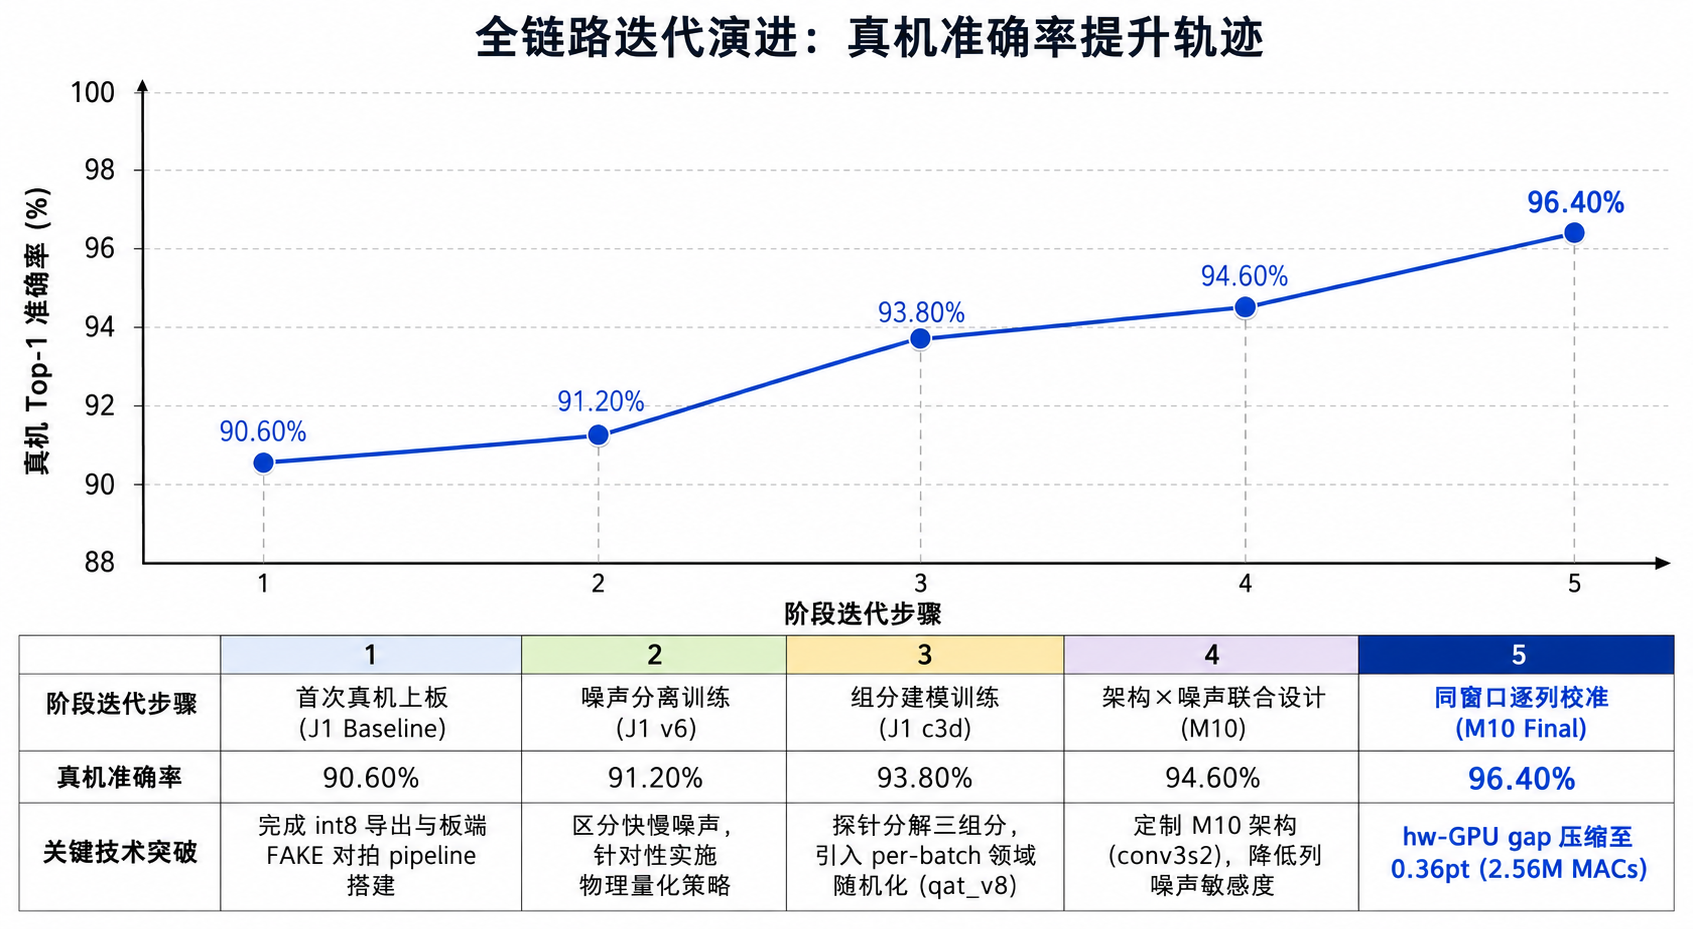 全链路迭代演进：真机准确率提升轨迹
真机 Top-1 准确率 (%)
100
98
96
94
92
90
88
90.60%
91.20%
93.80%
94.60%
96.40%
1
2
3
4
5
阶段迭代步骤
1
2
3
4
5
阶段迭代步骤
首次真机上板
(J1 Baseline)
噪声分离训练
(J1 v6)
组分建模训练
(J1 c3d)
架构×噪声联合设计
(M10)
同窗口逐列校准
(M10 Final)
真机准确率
90.60%
91.20%
93.80%
94.60%
96.40%
关键技术突破
完成 int8 导出与板端
FAKE 对拍 pipeline
搭建
区分快慢噪声，
针对性实施
物理量化策略
探针分解三组分，
引入 per-batch 领域
随机化 (qat_v8)
定制 M10 架构
(conv3s2)，降低列
噪声敏感度
hw-GPU gap 压缩至
0.36pt (2.56M MACs)